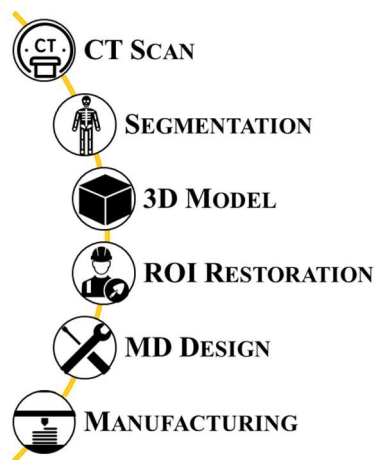 CT
CT SCAN
SEGMENTATION
3D MODEL
ROI RESTORATION
MD DESIGN
MANUFACTURING